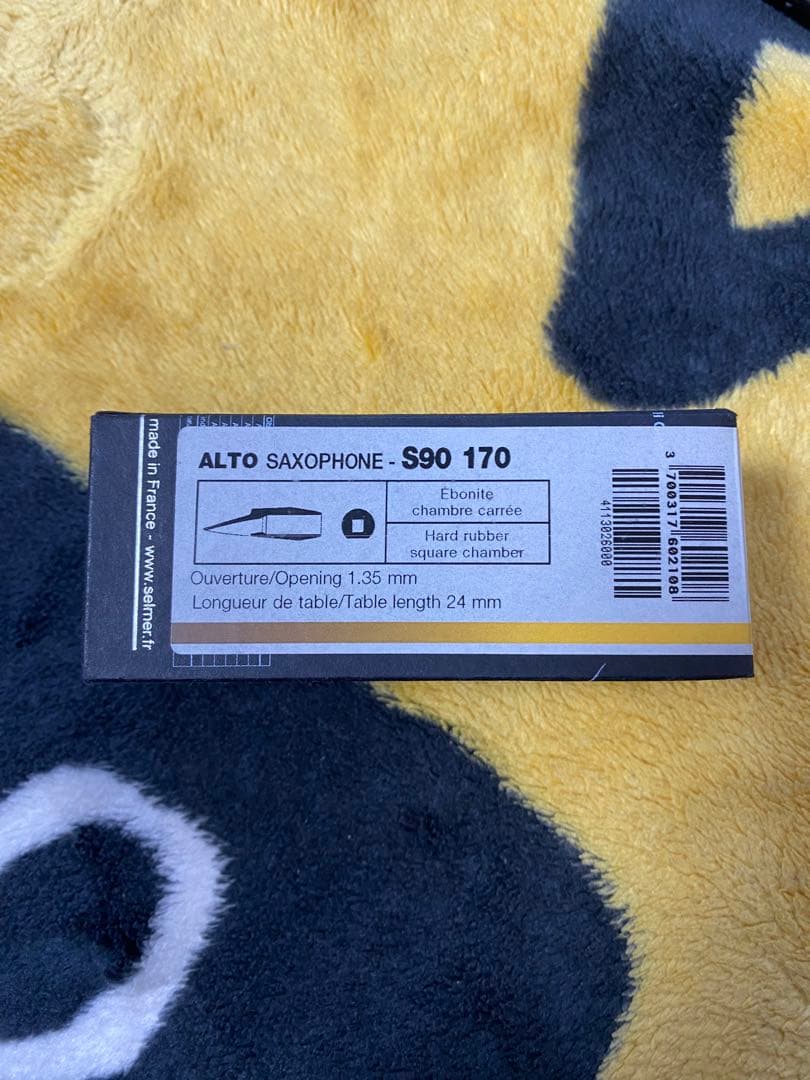 made in France - www.selmer.fr
ALTO SAXOPHONE - S90 170
Ébonite
chambre carrée
Hard rubber
square chamber
Ouverture/Opening 1.35 mm
Longueur de table/Table length 24 mm
4113026000
3 700317 602108